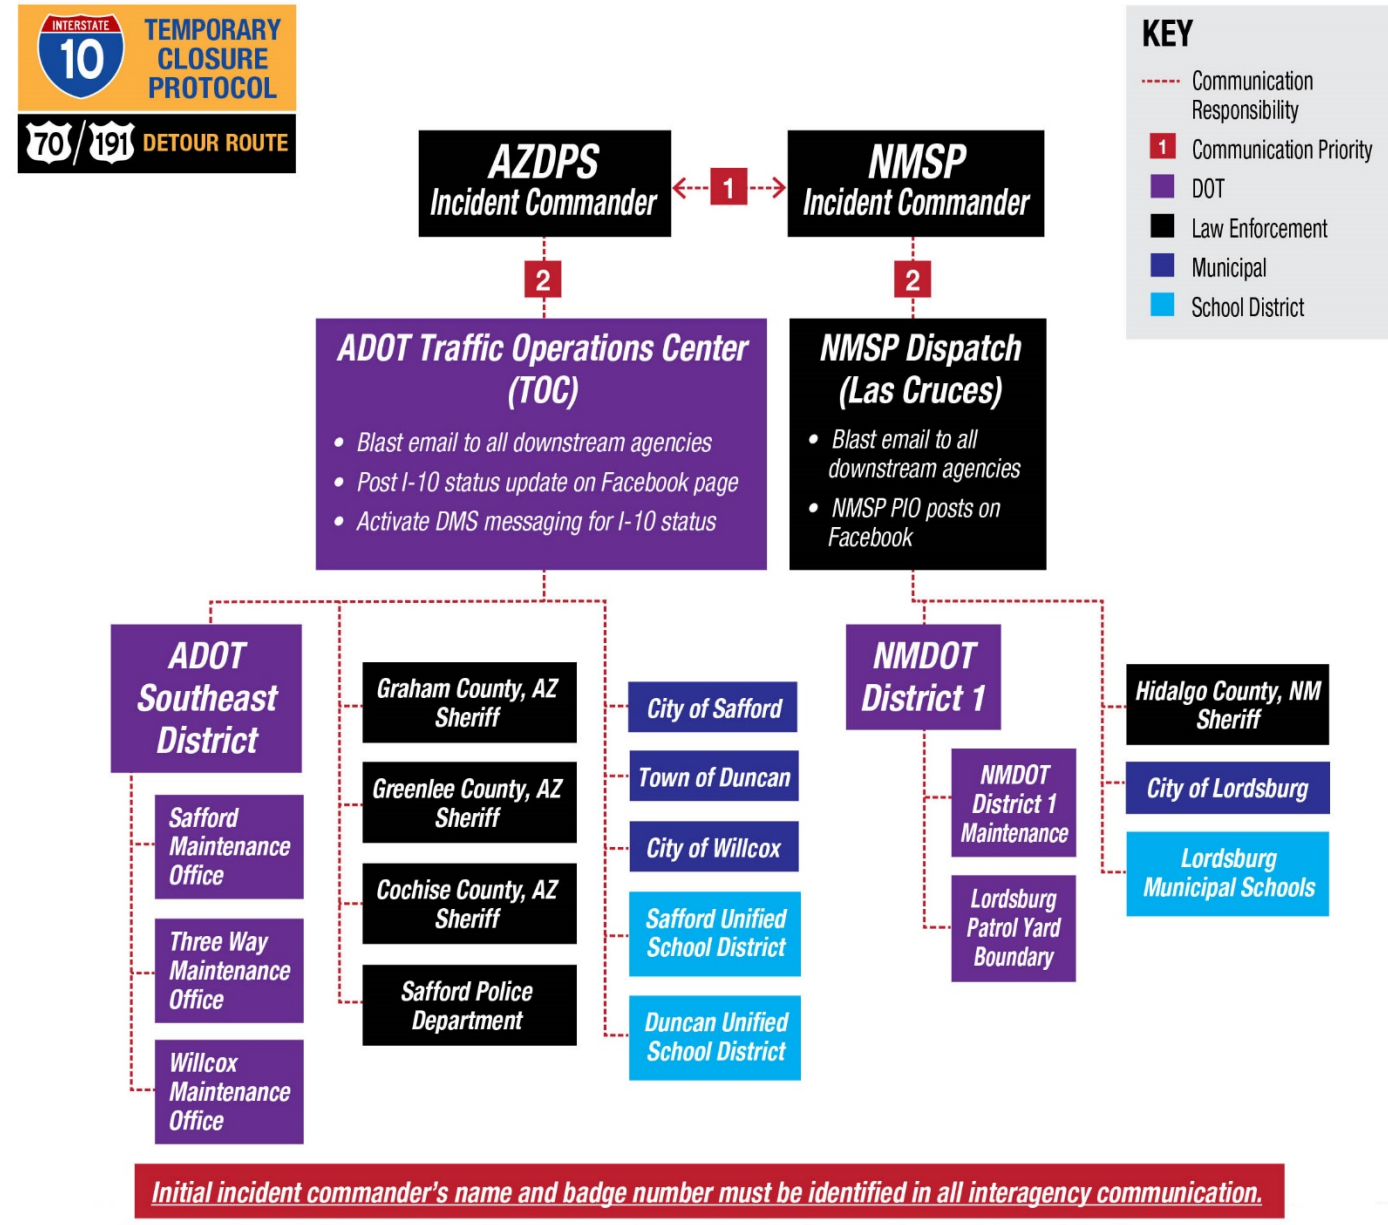 INTERSTATE
10
TEMPORARY
CLOSURE
PROTOCOL
70/191 DETOUR ROUTE
KEY
Communication
Responsibility
1 Communication Priority
DOT
Law Enforcement
Municipal
School District
AZDPS
Incident Commander
1
NMSP
Incident Commander
2
2
ADOT Traffic Operations Center
(TOC)
• Blast email to all downstream agencies
• Post I-10 status update on Facebook page
• Activate DMS messaging for I-10 status
NMSP Dispatch
(Las Cruces)
• Blast email to all
downstream agencies
• NMSP PIO posts on
Facebook
ADOT
Southeast
District
Safford
Maintenance
Office
Three Way
Maintenance
Office
Willcox
Maintenance
Office
Graham County, AZ
Sheriff
Greenlee County, AZ
Sheriff
Cochise County, AZ
Sheriff
Safford Police
Department
City of Safford
Town of Duncan
City of Willcox
Safford Unified
School District
Duncan Unified
School District
NMDOT
District 1
NMDOT
District 1
Maintenance
Lordsburg
Patrol Yard
Boundary
Hidalgo County, NM
Sheriff
City of Lordsburg
Lordsburg
Municipal Schools
Initial incident commander's name and badge number must be identified in all interagency communication.